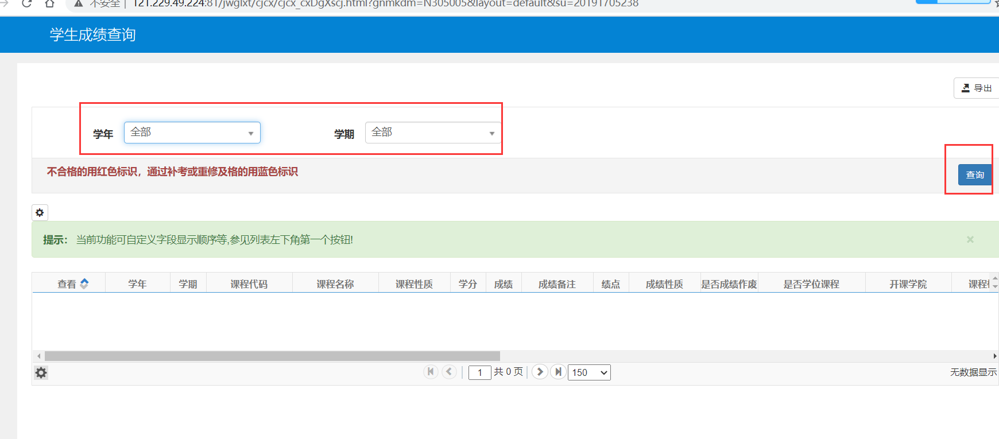 不安全 | 121.229.49.224:81/jwglxt/cjcx/cjcx_cxDgXscj.html?gnmkdm=N305005&layout=default&su=20191705238
学生成绩查询
导出
学年 全部 学期 全部
不合格的用红色标识，通过补考或重修及格的用蓝色标识
查询
提示： 当前功能可自定义字段显示顺序等,参见列表左下角第一个按钮! ×
查看 学年 学期 课程代码 课程名称 课程性质 学分 成绩 成绩备注 绩点 成绩性质 是否成绩作废 是否学位课程 开课学院 课程
1 共 0 页 150 无数据显示